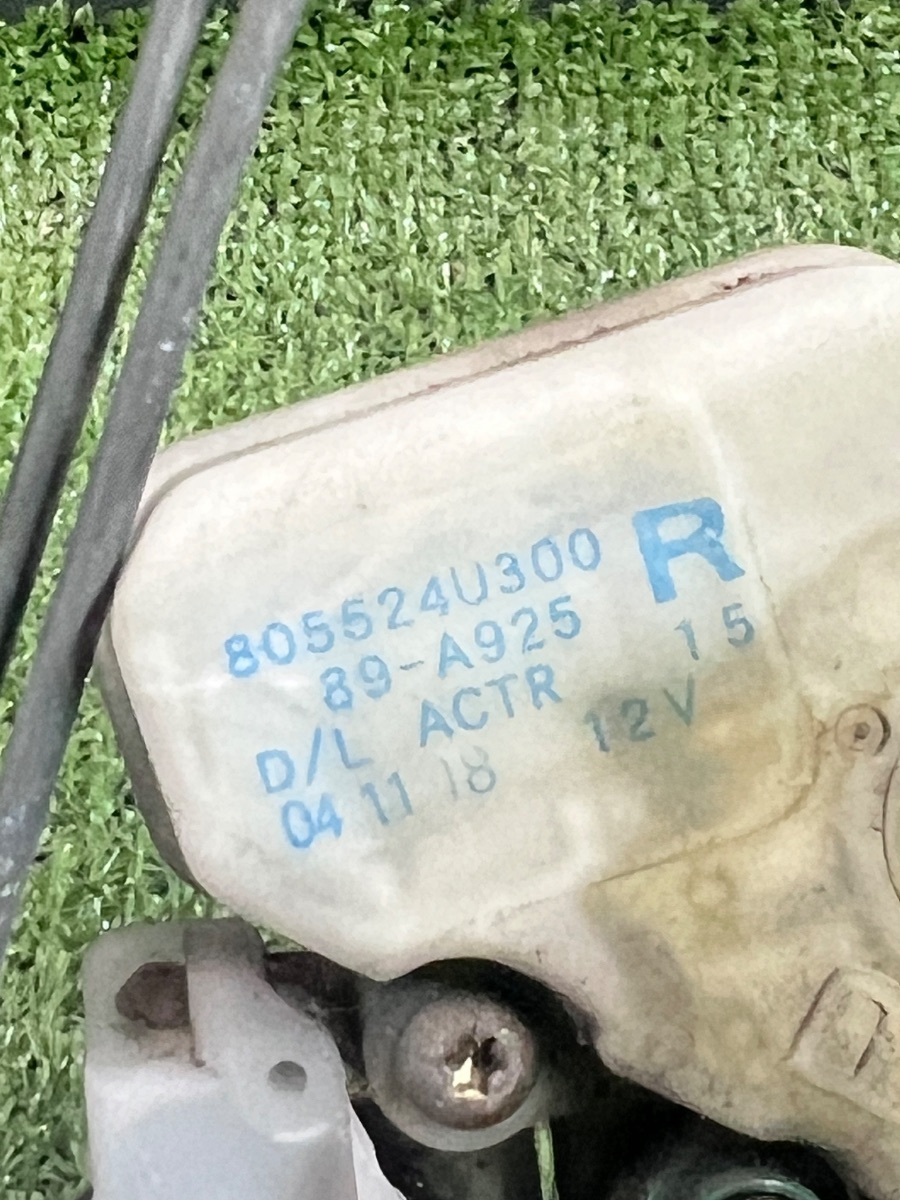 805524U300 R
89-A925 15
D/L ACTR 12V
04 11 18